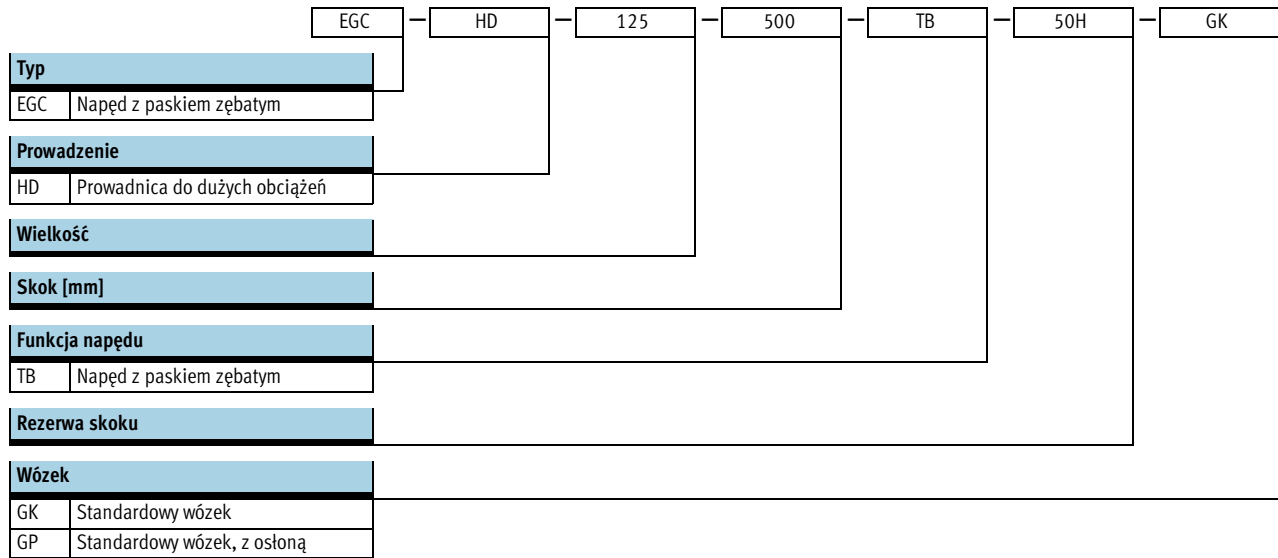 EGC – HD – 125 – 500 – TB – 50H – GK
Typ
EGC Napęd z paskiem zębatym
Prowadzenie
HD Prowadnica do dużych obciążeń
Wielkość
Skok [mm]
Funkcja napędu
TB Napęd z paskiem zębatym
Rezerwa skoku
Wózek
GK Standardowy wózek
GP Standardowy wózek, z osłoną